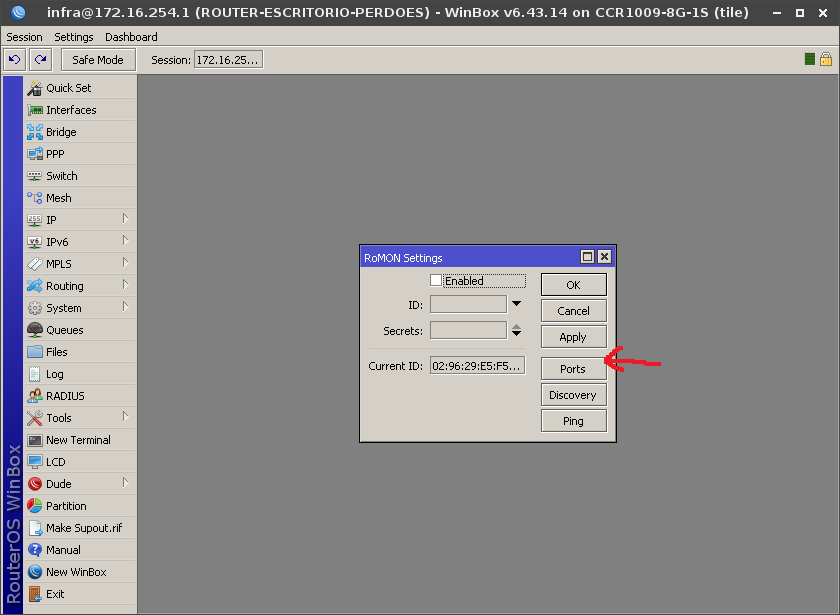 infra@172.16.254.1 (ROUTER-ESCRITORIO-PERDOES) - WinBox v6.43.14 on CCR1009-8G-1S (tile)
Session Settings Dashboard
Safe Mode Session: 172.16.25...
Quick Set
Interfaces
Bridge
PPP
Switch
Mesh
255 IP
v6 IPv6
MPLS
Routing
System
Queues
Files
Log
RADIUS
Tools
New Terminal
LCD
Dude
Partition
Make Supout.rif
Manual
New WinBox
Exit
RouterOS WinBox
RoMON Settings
Enabled
OK
ID:
Cancel
Secrets:
Apply
Current ID: 02:96:29:E5:F5...
Ports
Discovery
Ping